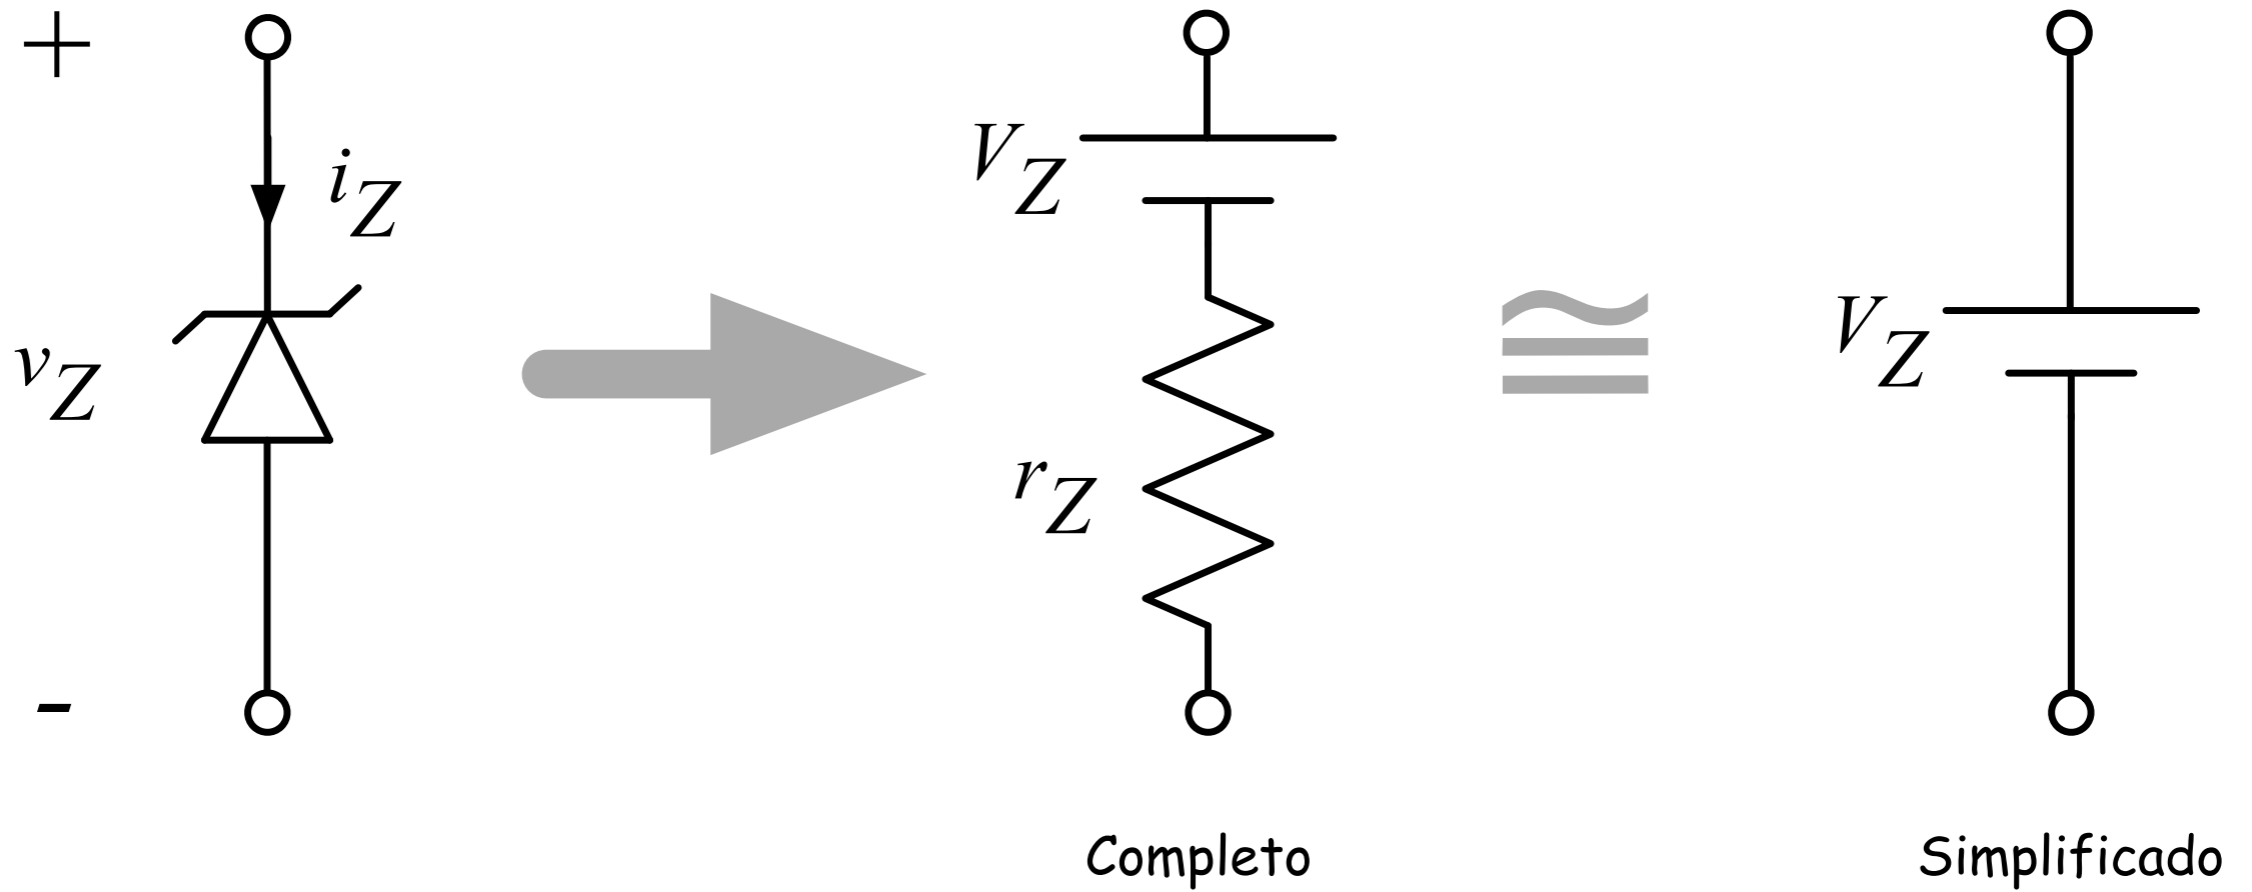 +
i_Z
v_Z
-
V_Z
r_Z
Completo
≅
V_Z
Simplificado